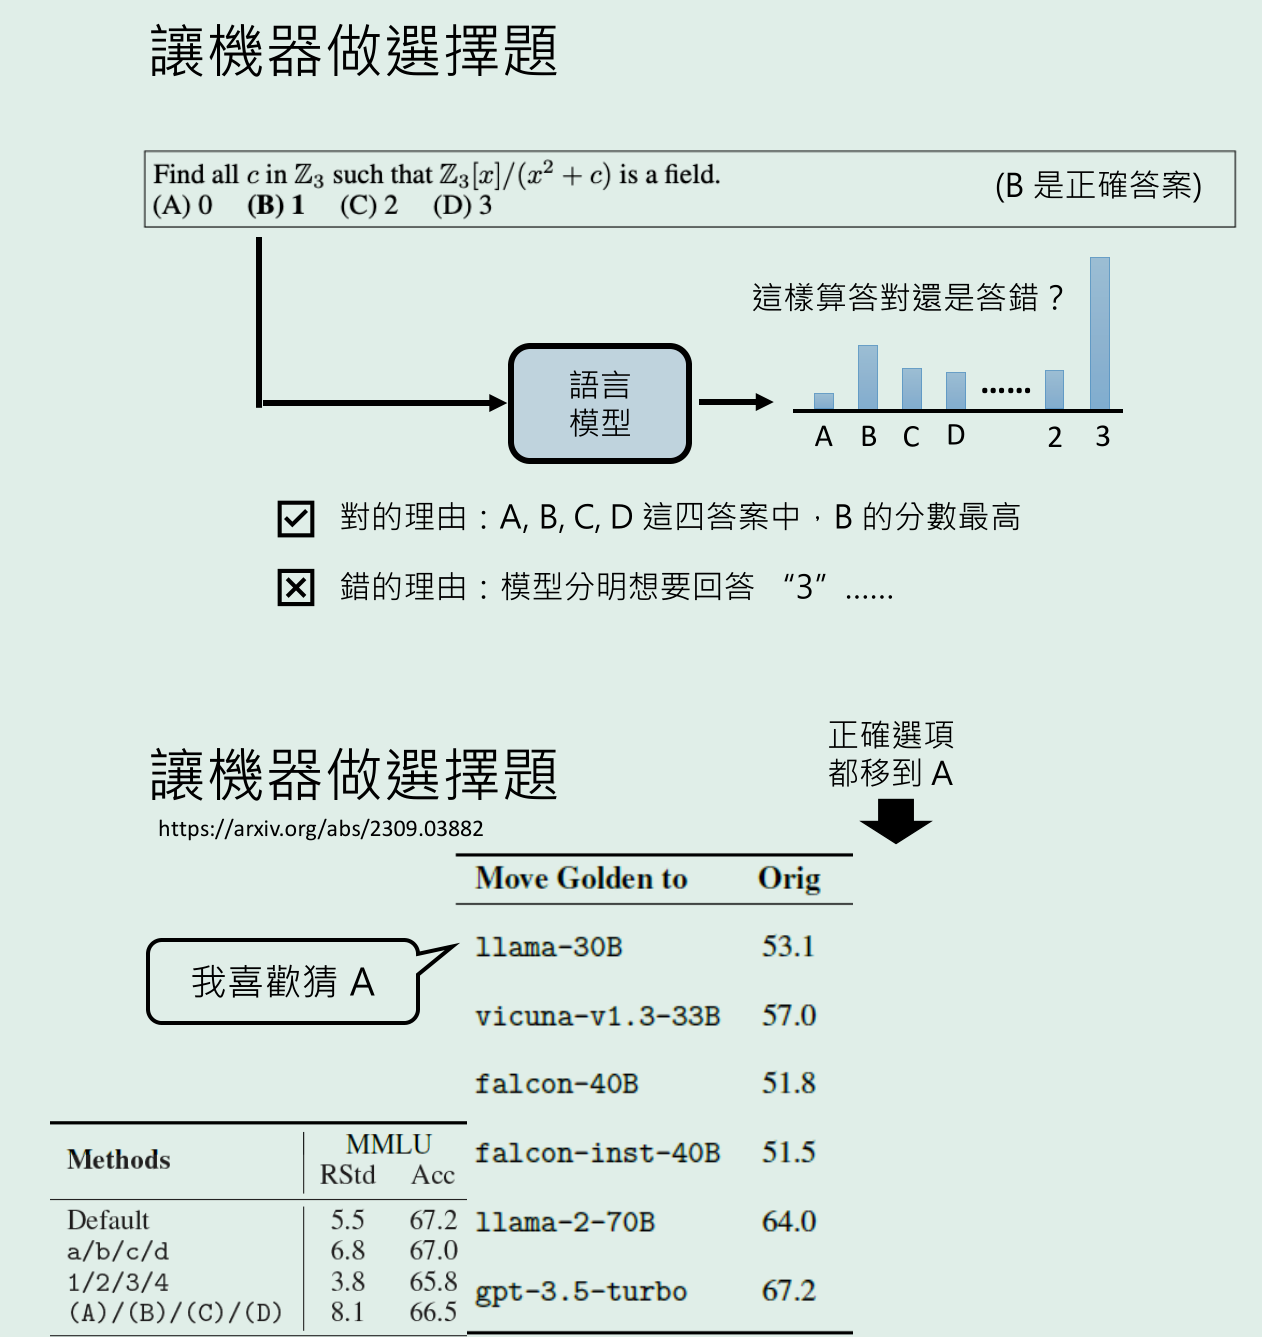 讓機器做選擇題
Find all c in ℤ₃ such that ℤ₃[x]/(x² + c) is a field.
(A) 0 (B) 1 (C) 2 (D) 3
(B 是正確答案)
這樣算答對還是答錯？
語言
模型
A B C D …… 2 3
對的理由：A, B, C, D 這四答案中，B 的分數最高
錯的理由：模型分明想要回答 “3” ……
讓機器做選擇題
https://arxiv.org/abs/2309.03882
正確選項
都移到 A
Move Golden to Orig
llama-30B 53.1
vicuna-v1.3-33B 57.0
falcon-40B 51.8
falcon-inst-40B 51.5
llama-2-70B 64.0
gpt-3.5-turbo 67.2
我喜歡猜 A
Methods MMLU
RStd Acc
Default 5.5 67.2
a/b/c/d 6.8 67.0
1/2/3/4 3.8 65.8
(A)/(B)/(C)/(D) 8.1 66.5